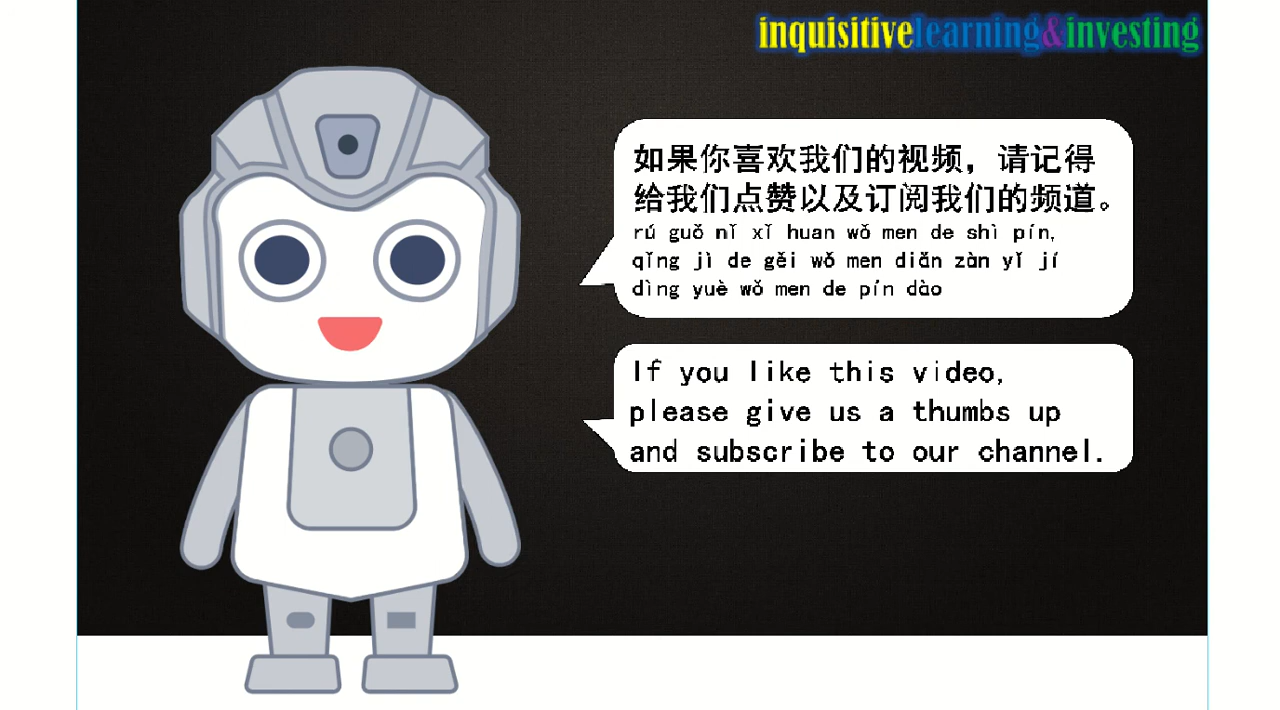 inquisitivelearning&investing
如果你喜欢我们的视频，请记得
给我们点赞以及订阅我们的频道。
rú guǒ nǐ xǐ huan wǒ men de shì pín,
qǐng jì de gěi wǒ men diǎn zàn yǐ jí
dìng yuè wǒ men de pín dào
If you like this video,
please give us a thumbs up
and subscribe to our channel.